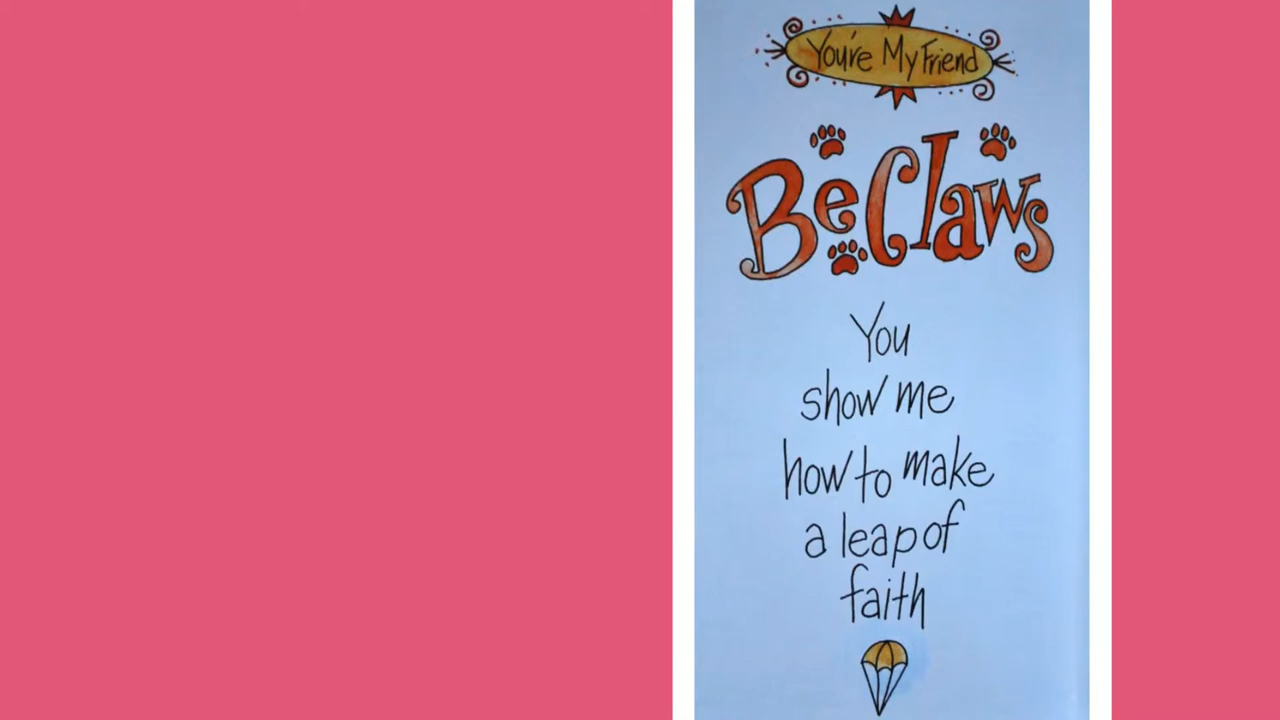 You're My Friend
BeClaws
You
show me
how to make
a leap of
faith